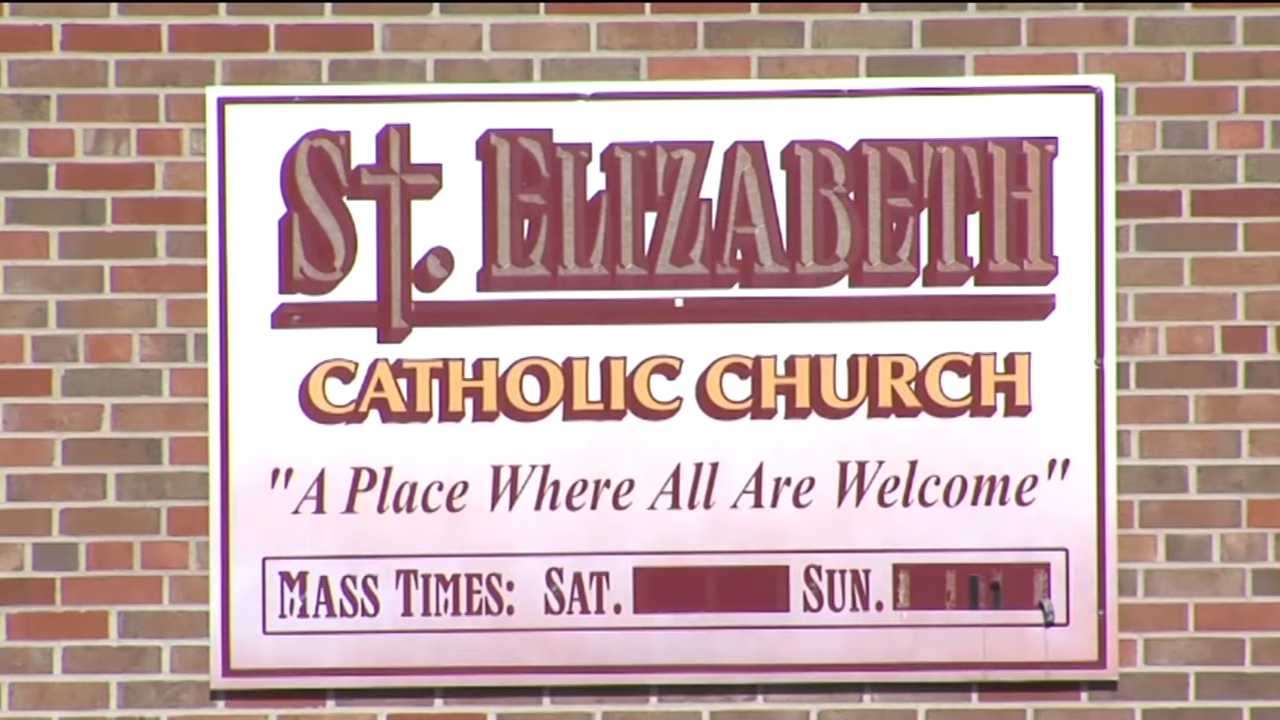 St. ELIZABETH
CATHOLIC CHURCH
"A Place Where All Are Welcome"
MASS TIMES: SAT. SUN.